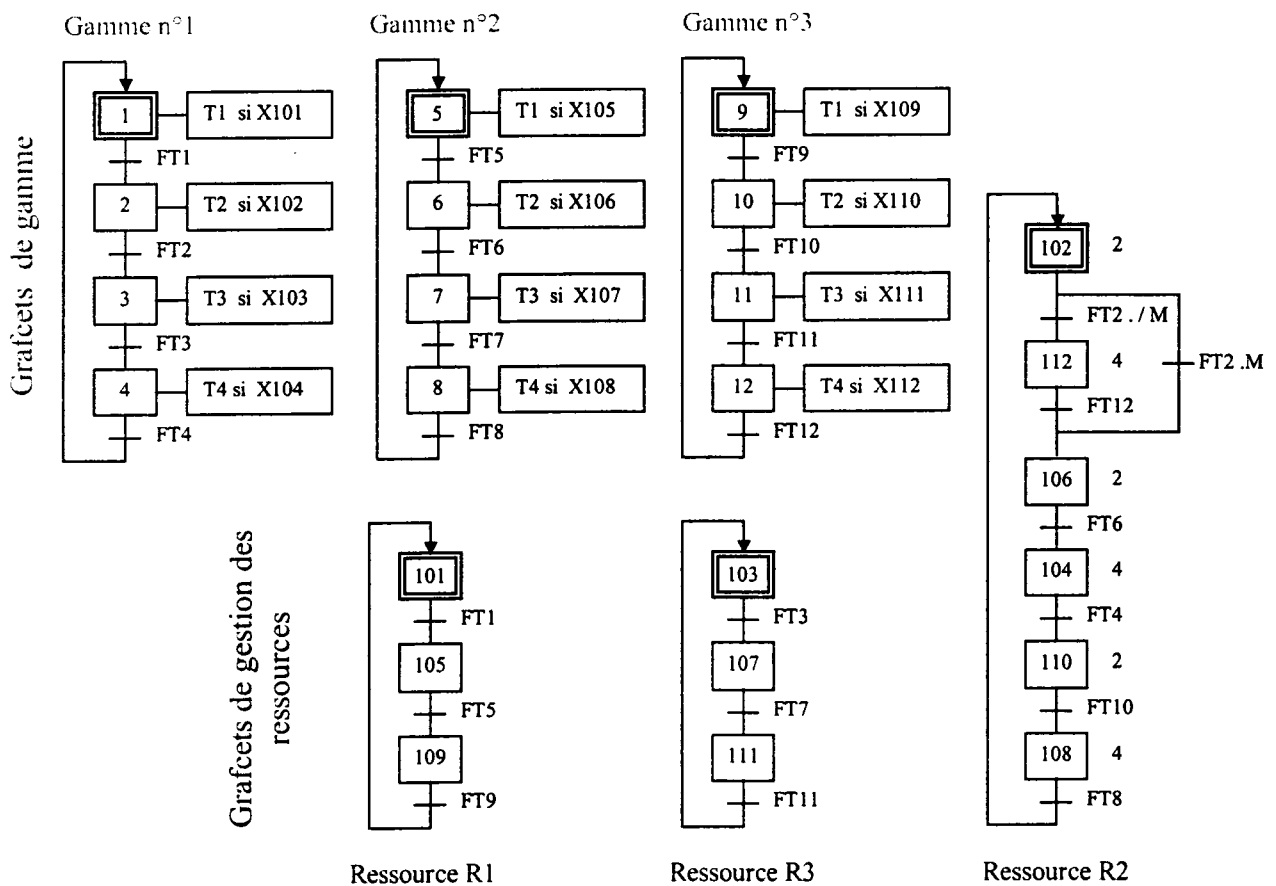 Gamme n°1
Gamme n°2
Gamme n°3
Grafcets de gamme
1
T1 si X101
FT1
2
T2 si X102
FT2
3
T3 si X103
FT3
4
T4 si X104
FT4
5
T1 si X105
FT5
6
T2 si X106
FT6
7
T3 si X107
FT7
8
T4 si X108
FT8
9
T1 si X109
FT9
10
T2 si X110
FT10
11
T3 si X111
FT11
12
T4 si X112
FT12
102 2
FT2 . / M
112 4
FT2 .M
FT12
106 2
FT6
104 4
FT4
110 2
FT10
108 4
FT8
Grafcets de gestion des
ressources
101
FT1
105
FT5
109
FT9
103
FT3
107
FT7
111
FT11
Ressource R1
Ressource R3
Ressource R2